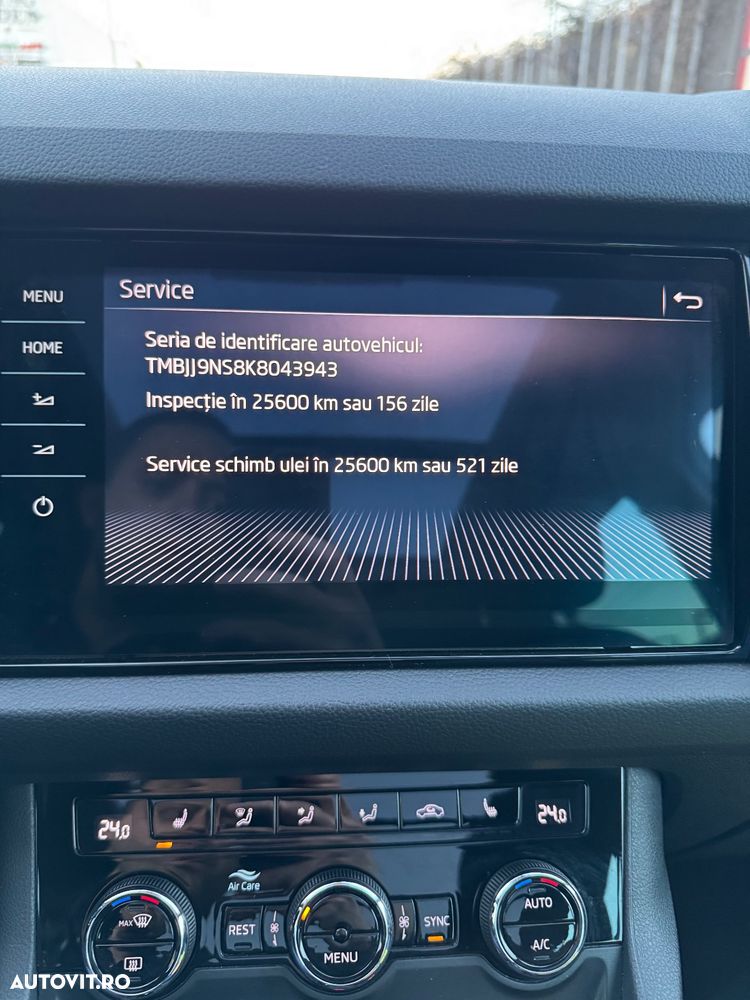 MENU
Service
HOME
Seria de identificare autovehicul:
TMBJJ9NS8K8043943
Inspecție în 25600 km sau 156 zile
Service schimb ulei în 25600 km sau 521 zile
24.0
24.0
Air Care
MAX
REST
SYNC
AUTO
A/C
MENU
AUTOVIT.RO